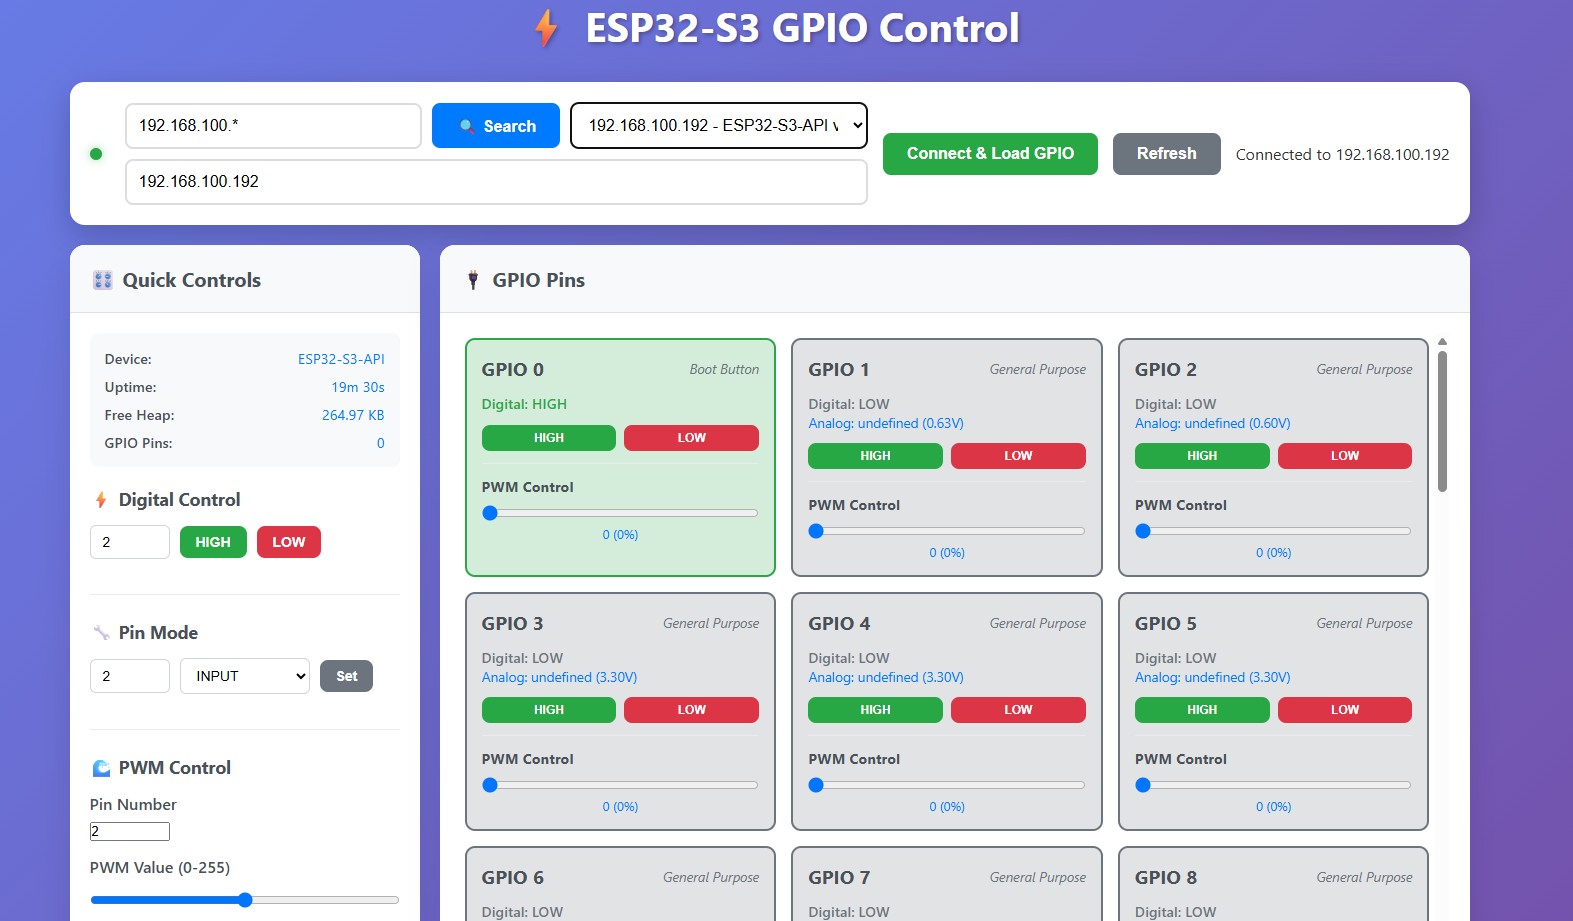 ESP32-S3 GPIO Control
192.168.100.*
Search
192.168.100.192 - ESP32-S3-API v
192.168.100.192
Connect & Load GPIO
Refresh
Connected to 192.168.100.192
Quick Controls
Device: ESP32-S3-API
Uptime: 19m 30s
Free Heap: 264.97 KB
GPIO Pins: 0
Digital Control
2 HIGH LOW
Pin Mode
2 INPUT Set
PWM Control
Pin Number
2
PWM Value (0-255)
GPIO Pins
GPIO 0 Boot Button
Digital: HIGH
HIGH LOW
PWM Control
0 (0%)
GPIO 1 General Purpose
Digital: LOW
Analog: undefined (0.63V)
HIGH LOW
PWM Control
0 (0%)
GPIO 2 General Purpose
Digital: LOW
Analog: undefined (0.60V)
HIGH LOW
PWM Control
0 (0%)
GPIO 3 General Purpose
Digital: LOW
Analog: undefined (3.30V)
HIGH LOW
PWM Control
0 (0%)
GPIO 4 General Purpose
Digital: LOW
Analog: undefined (3.30V)
HIGH LOW
PWM Control
0 (0%)
GPIO 5 General Purpose
Digital: LOW
Analog: undefined (3.30V)
HIGH LOW
PWM Control
0 (0%)
GPIO 6 General Purpose
Digital: LOW
GPIO 7 General Purpose
Digital: LOW
GPIO 8 General Purpose
Digital: LOW